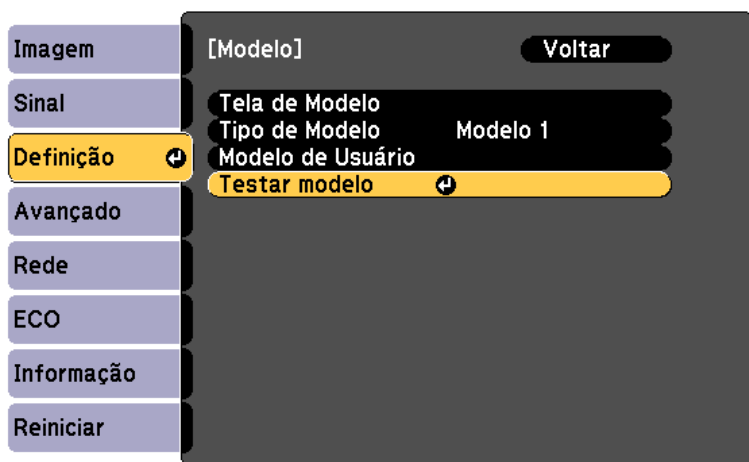 Imagem
Sinal
Definição
Avançado
Rede
ECO
Informação
Reiniciar
[Modelo] Voltar
Tela de Modelo
Tipo de Modelo Modelo 1
Modelo de Usuário
Testar modelo